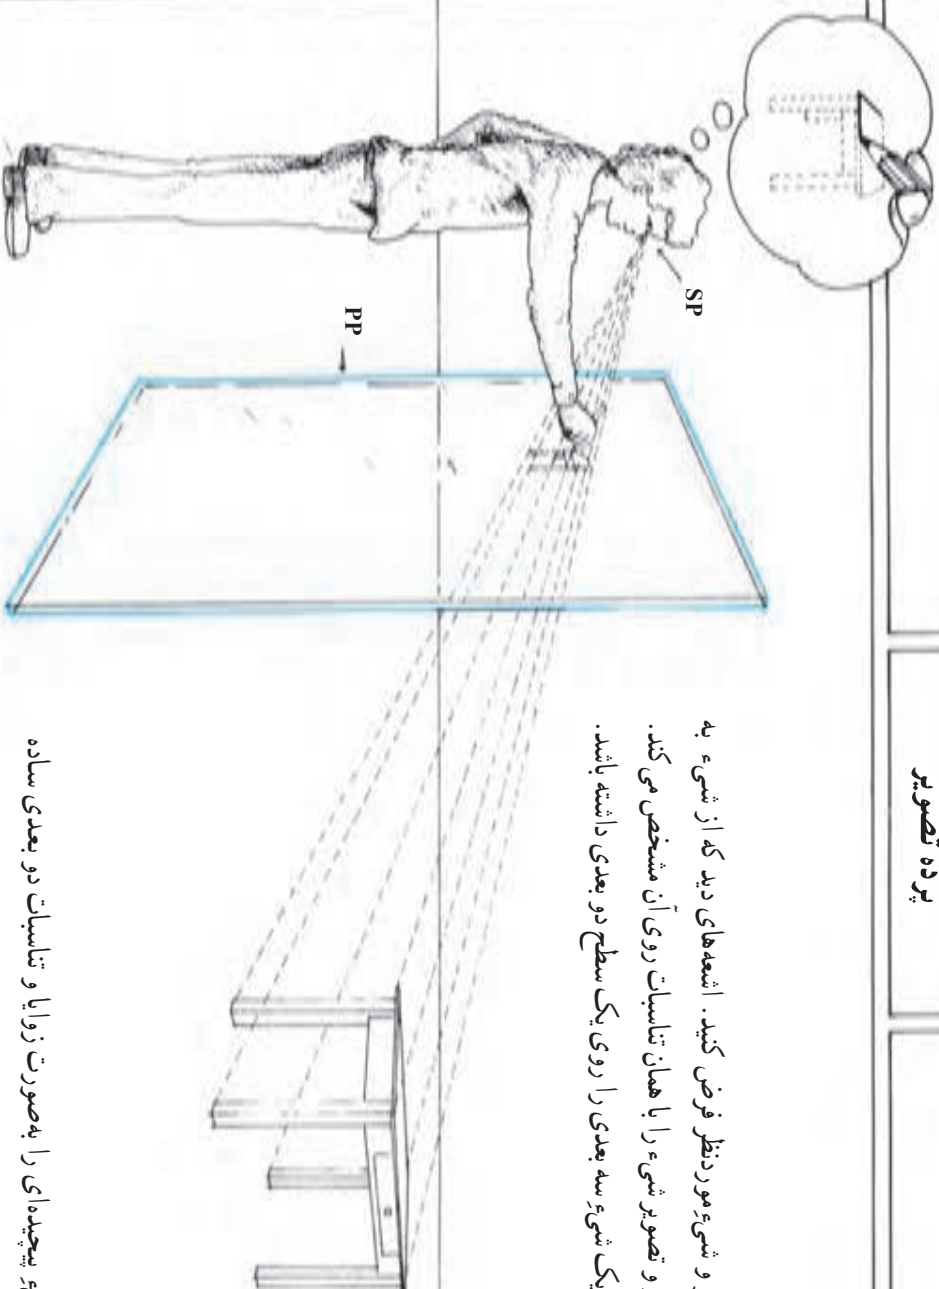 پرده تصویر
SP
PP
و شیءِ موردنظر فرض کنید. اشعه‌های دید که از شیء به
و تصویر شیء را با همان تناسبات روی آن مشخص می‌کند.
یک شیءِ سه بعدی را روی یک سطح دو بعدی داشته باشد.
پیچیده‌ای را به‌صورت زوایا و تناسبات دو بعدی ساده